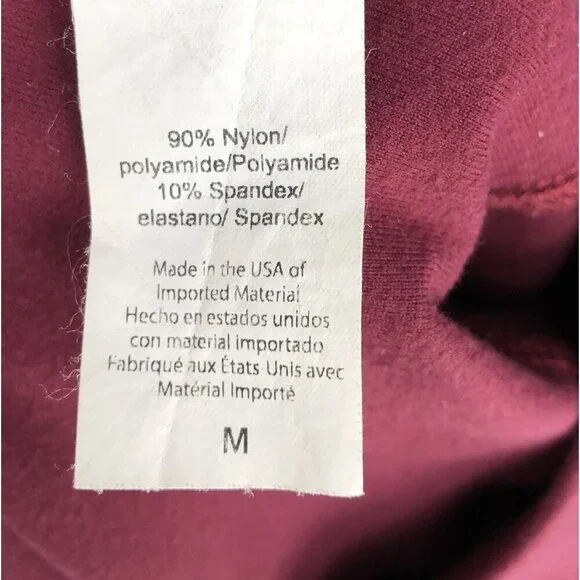 90% Nylon/
polyamide/Polyamide
10% Spandex/
elastano/ Spandex
Made in the USA of
Imported Material
Hecho en estados unidos
con material importado
Fabriqué aux États Unis avec
Matérial Importé
M